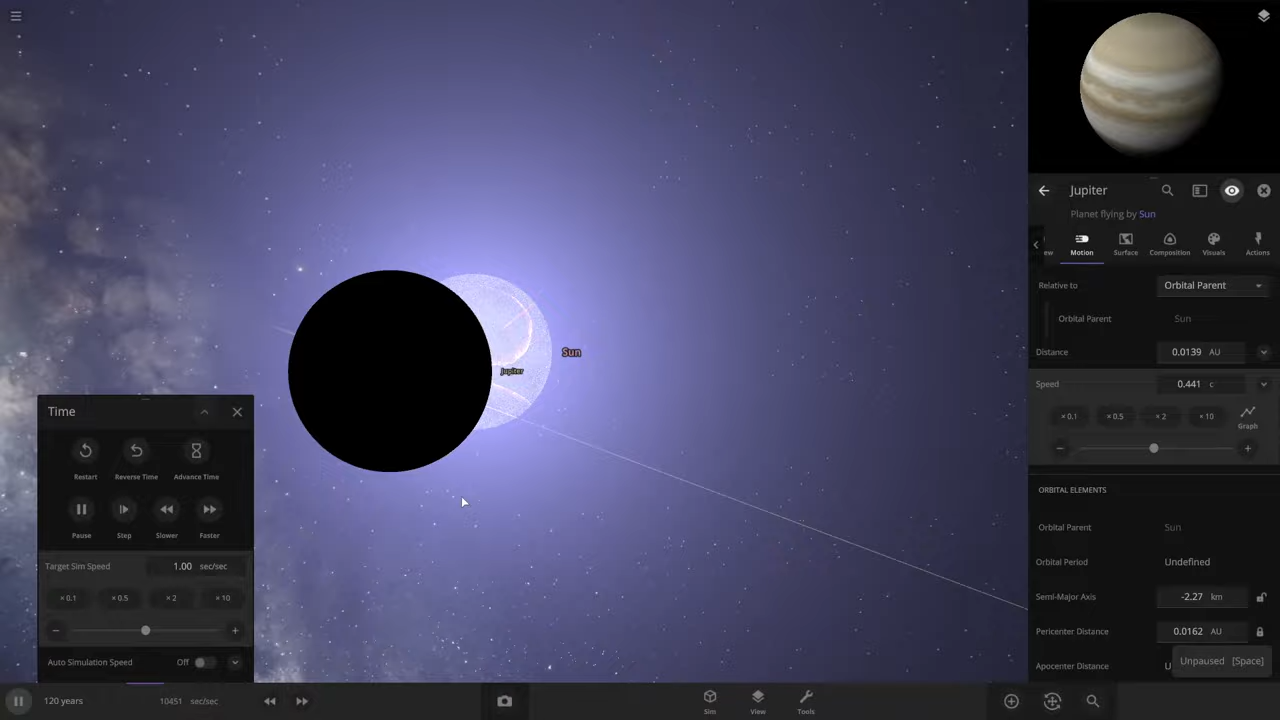 Jupiter
Planet flying by Sun
ew
Motion
Surface
Composition
Visuals
Actions
Relative to
Orbital Parent
Orbital Parent
Sun
Distance
0.0139 AU
Speed
0.441 c
× 0.1
× 0.5
× 2
× 10
Graph
ORBITAL ELEMENTS
Orbital Parent
Sun
Orbital Period
Undefined
Semi-Major Axis
-2.27 km
Pericenter Distance
0.0162 AU
Apocenter Distance
U
Unpaused [Space]
Sun
Jupiter
Time
Restart
Reverse Time
Advance Time
Pause
Step
Slower
Faster
Target Sim Speed
1.00 sec/sec
× 0.1
× 0.5
× 2
× 10
Auto Simulation Speed
Off
120 years
10451 sec/sec
Sim
View
Tools